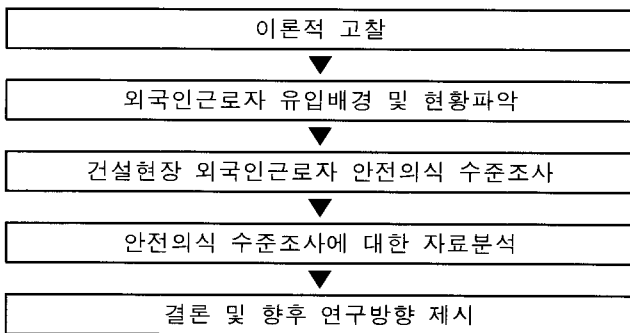 이론적 고찰
외국인근로자 유입배경 및 현황파악
건설현장 외국인근로자 안전의식 수준조사
안전의식 수준조사에 대한 자료분석
결론 및 향후 연구방향 제시